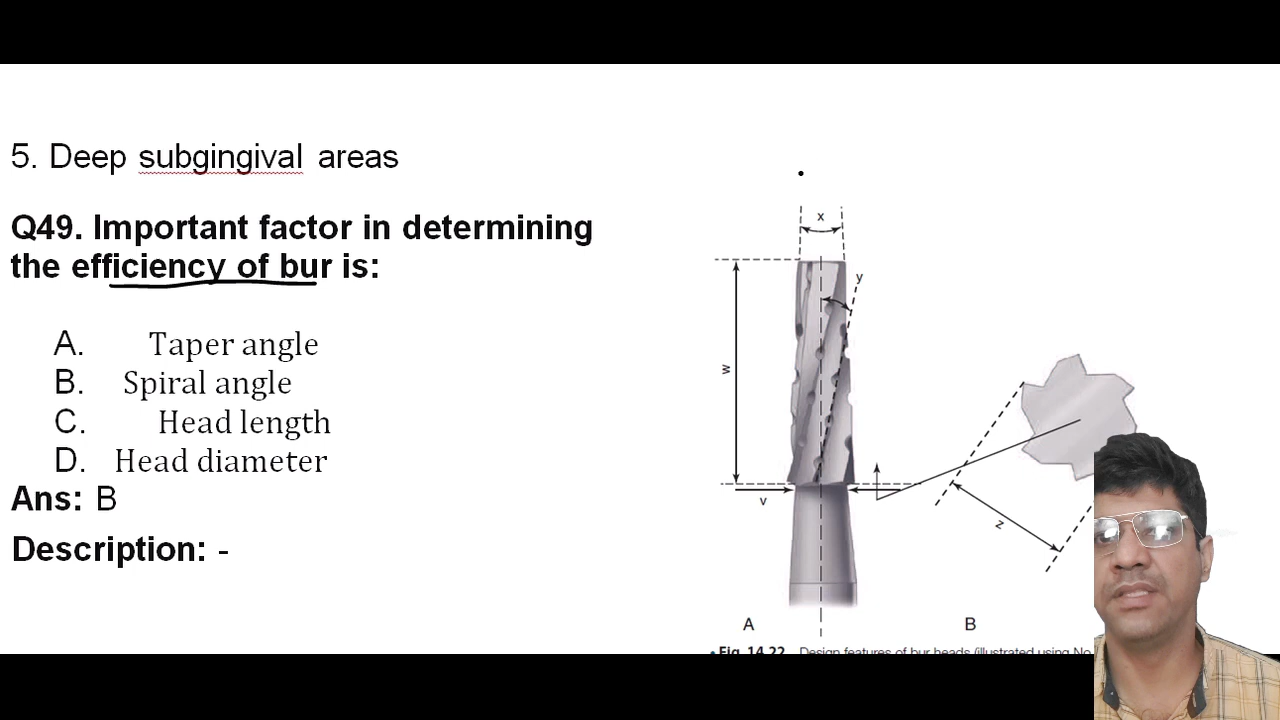 5. Deep subgingival areas
Q49. Important factor in determining
the efficiency of bur is:
A. Taper angle
B. Spiral angle
C. Head length
D. Head diameter
Ans: B
Description: -
x
y
w
v
z
A
B
• Fig. 14.22 Design features of bur heads (illustrated using No